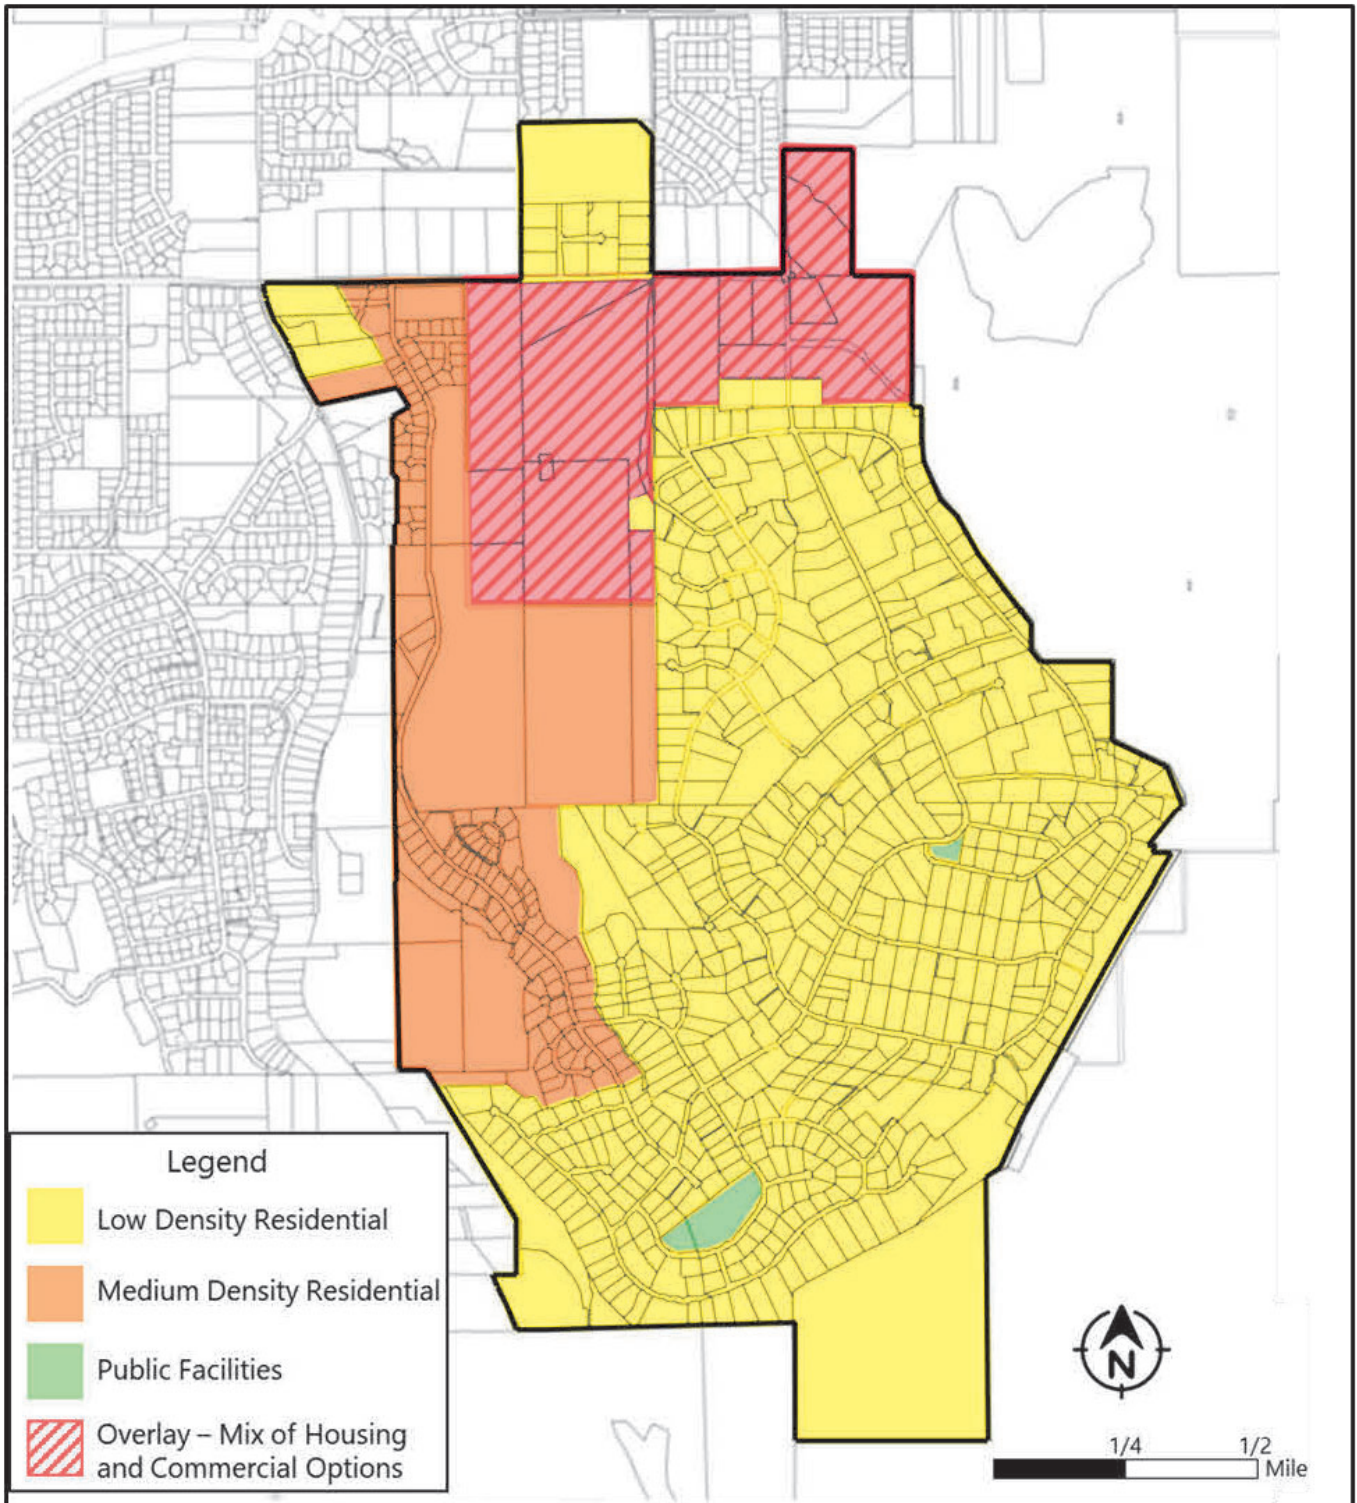 Legend
Low Density Residential
Medium Density Residential
Public Facilities
Overlay – Mix of Housing
and Commercial Options
N
1/4 1/2
Mile